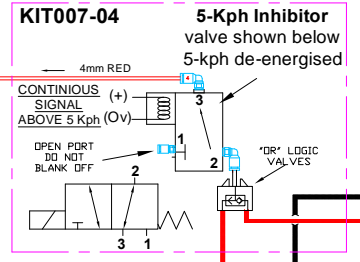 KIT007-04
5-Kph Inhibitor
valve shown below
5-kph de-energised
4mm RED
4
3
CONTINIOUS
SIGNAL
ABOVE 5 Kph
(+)
(Ov)
1
OPEN PORT
DO NOT
BLANK OFF
2
"OR" LOGIC
VALVES
2
3 1